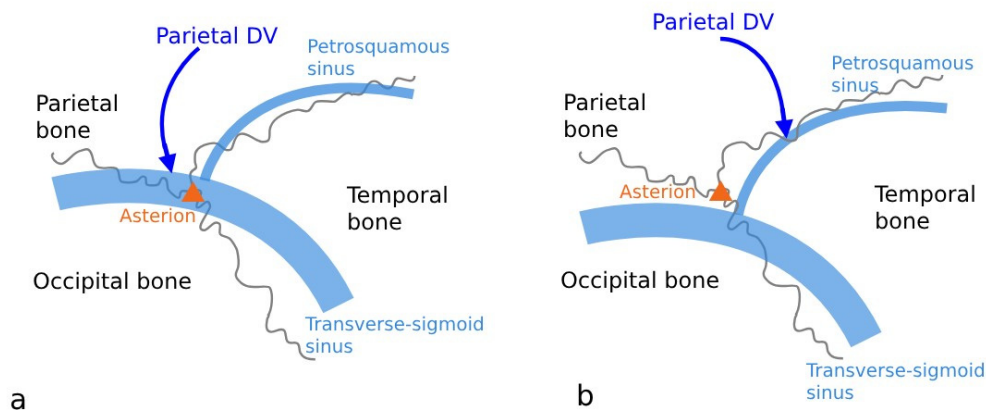 Parietal DV
Petrosquamous
sinus
Parietal
bone
Temporal
bone
Asterion
Occipital bone
Transverse-sigmoid
sinus
a
Parietal DV
Petrosquamous
sinus
Parietal
bone
Asterion
Temporal
bone
Occipital bone
Transverse-sigmoid
sinus
b